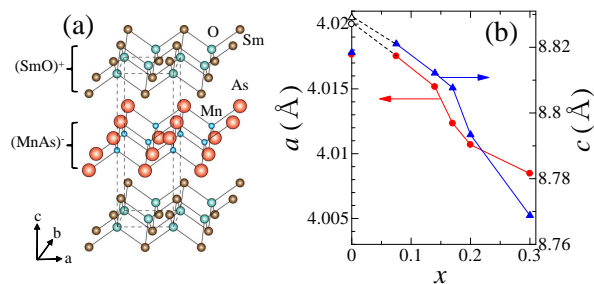 (a)
O
Sm
(SmO)⁺
As
Mn
(MnAs)⁻
c
b
a
(b)
4.02
4.015
4.01
4.005
a (Å)
8.82
8.8
8.78
8.76
c (Å)
0
0.1
0.2
0.3
x